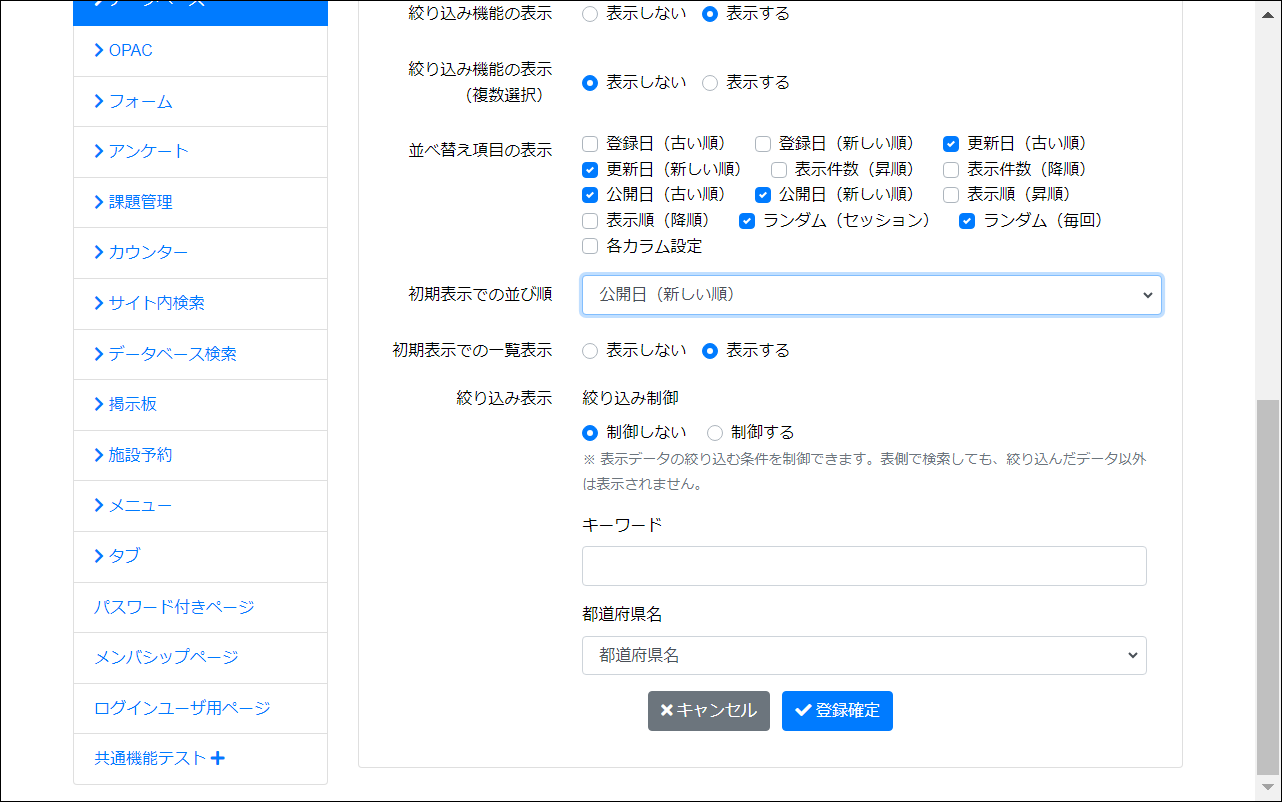 データベース
OPAC
フォーム
アンケート
課題管理
カウンター
サイト内検索
データベース検索
掲示板
施設予約
メニュー
タブ
パスワード付きページ
メンバシップページ
ログインユーザ用ページ
共通機能テスト
絞り込み機能の表示 表示しない 表示する
絞り込み機能の表示
（複数選択） 表示しない 表示する
並べ替え項目の表示 登録日（古い順） 登録日（新しい順） 更新日（古い順）
更新日（新しい順） 表示件数（昇順） 表示件数（降順）
公開日（古い順） 公開日（新しい順） 表示順（昇順）
表示順（降順） ランダム（セッション） ランダム（毎回）
各カラム設定
初期表示での並び順 公開日（新しい順）
初期表示での一覧表示 表示しない 表示する
絞り込み表示 絞り込み制御
制御しない 制御する
※ 表示データの絞り込む条件を制御できます。表側で検索しても、絞り込んだデータ以外
は表示されません。
キーワード
都道府県名
都道府県名
キャンセル 登録確定